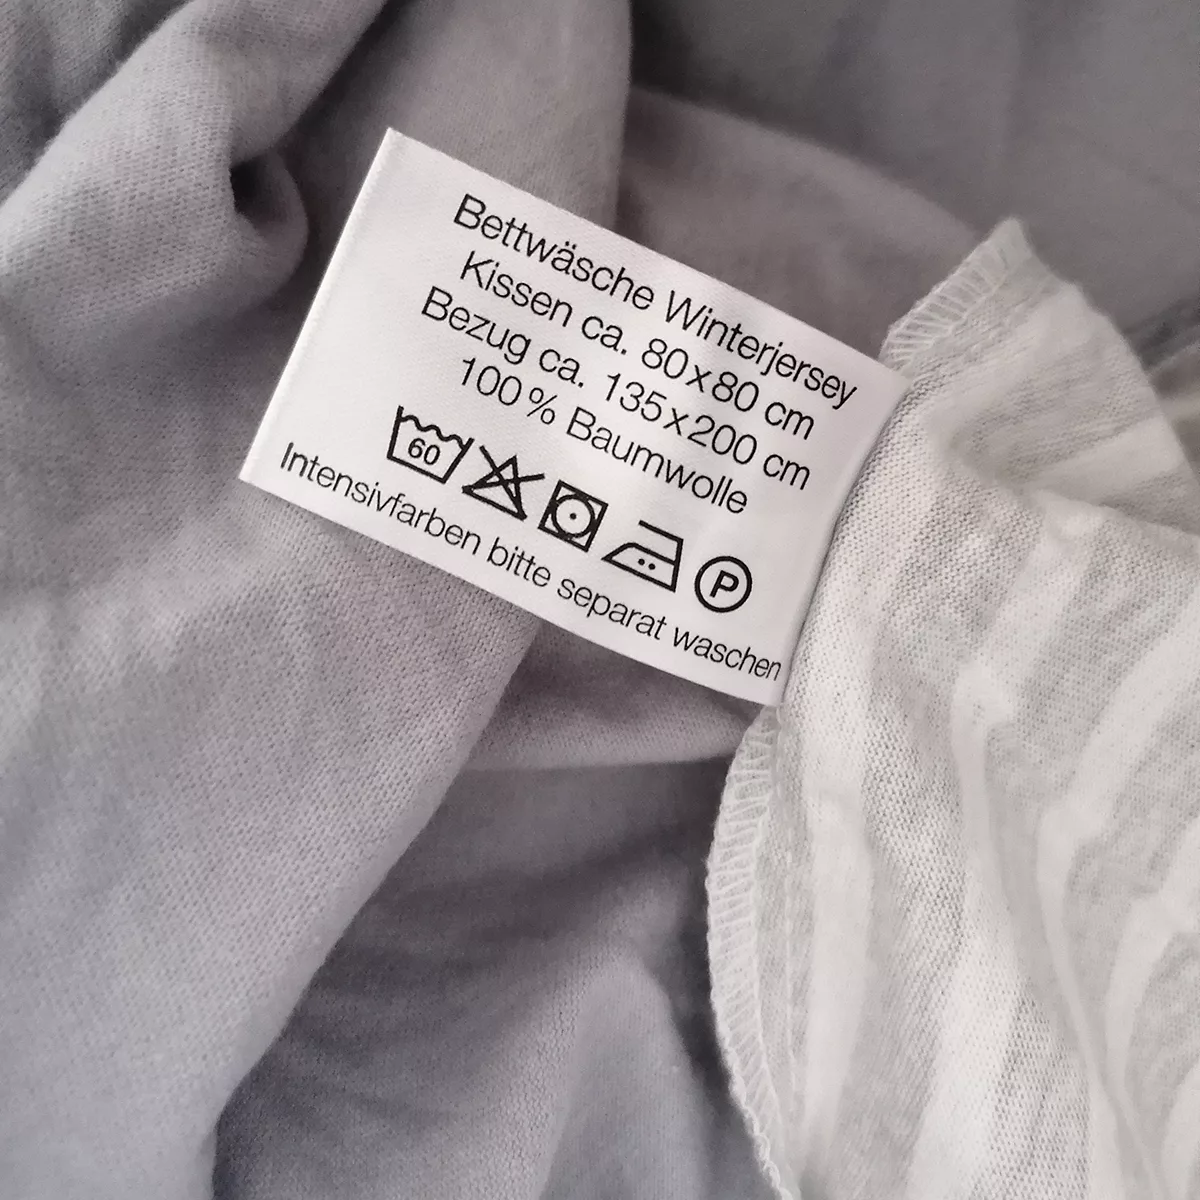 Bettwäsche Winterjersey
Kissen ca. 80x80 cm
Bezug ca. 135x200 cm
100% Baumwolle
60 P
Intensivfarben bitte separat waschen